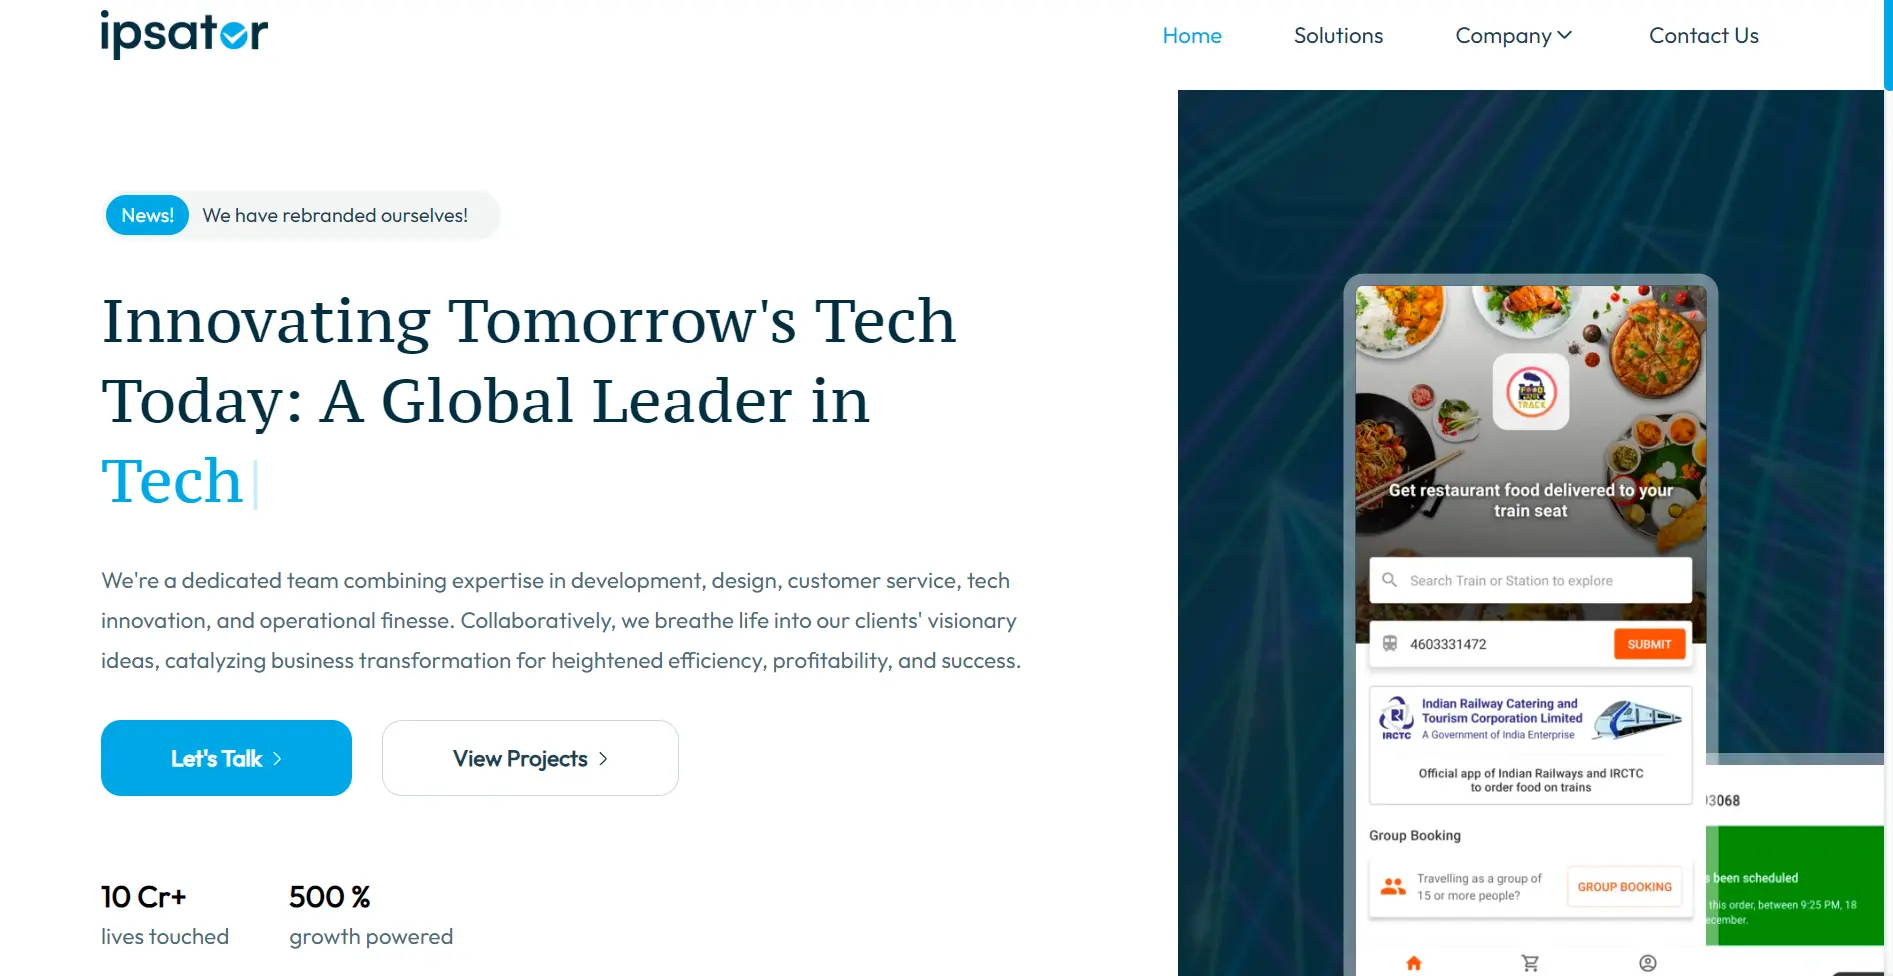 ipsator
Home
Solutions
Company
Contact Us
News!
We have rebranded ourselves!
Innovating Tomorrow's Tech
Today: A Global Leader in
Tech
We're a dedicated team combining expertise in development, design, customer service, tech
innovation, and operational finesse. Collaboratively, we breathe life into our clients' visionary
ideas, catalyzing business transformation for heightened efficiency, profitability, and success.
Let's Talk
View Projects
10 Cr+
lives touched
500 %
growth powered
TRACK
Get restaurant food delivered to your
train seat
Search Train or Station to explore
4603331472
SUBMIT
IRCTC
Indian Railway Catering and
Tourism Corporation Limited
A Government of India Enterprise
Official app of Indian Railways and IRCTC
to order food on trains
Group Booking
Travelling as a group of
15 or more people?
GROUP BOOKING
3068
been scheduled
this order, between 9:25 PM, 18